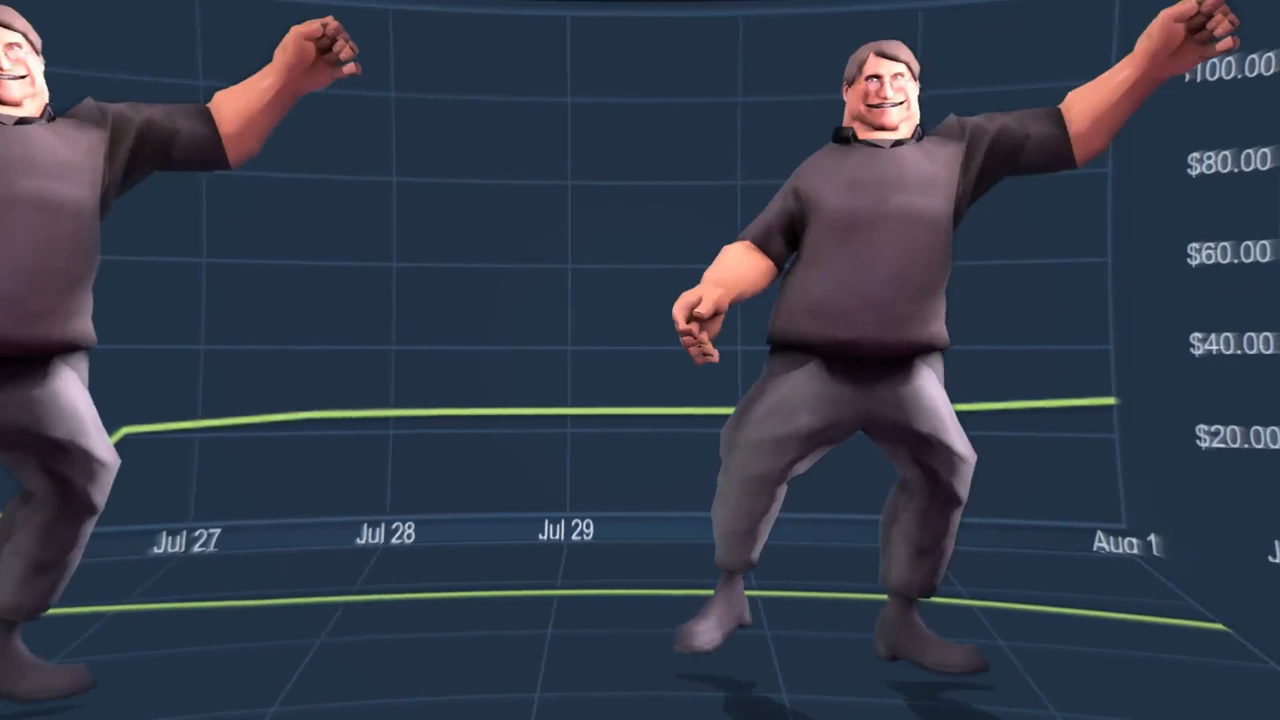 $100.00
$80.00
$60.00
$40.00
$20.00
Jul 27
Jul 28
Jul 29
Aug 1